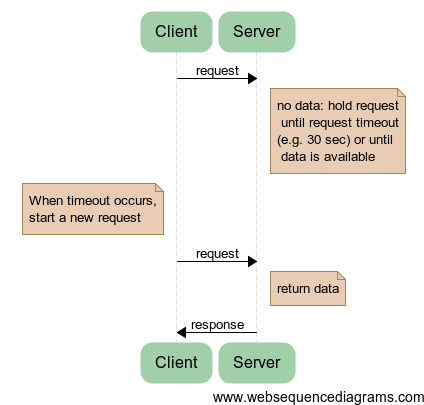 Client
Server
request
no data: hold request
until request timeout
(e.g. 30 sec) or until
data is available
When timeout occurs,
start a new request
request
return data
response
Client
Server
www.websequencediagrams.com